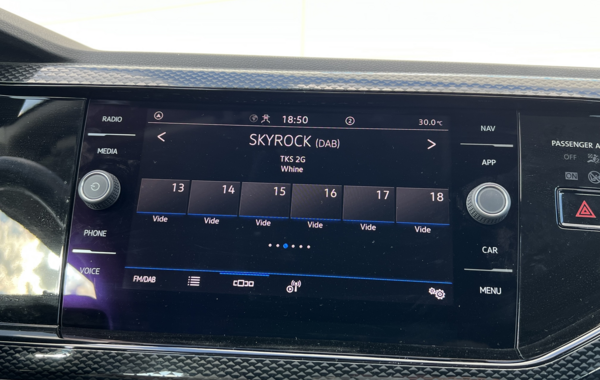 RADIO
MEDIA
PHONE
VOICE
18:50
2
30.0°C
< SKYROCK (DAB) >
TKS 2G
Whine
13 14 15 16 17 18
Vide Vide Vide Vide Vide Vide
FM/DAB
NAV
APP
CAR
MENU
PASSENGER A
OFF